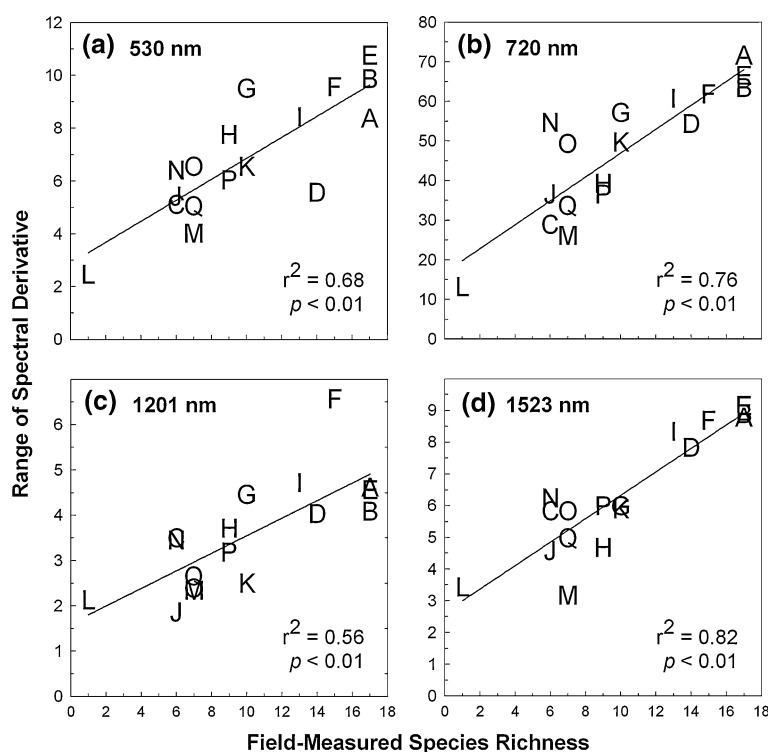 (a) 530 nm
12
10
8
6
4
2
0
E
B
A
F
G
I
H
K
P
D
N
O
J
C Q
M
L
r2 = 0.68
p < 0.01
(b) 720 nm
80
70
60
50
40
30
20
10
0
A
E
B
F
I
D
G
K
N
O
H
P
J
Q
C
M
L
r2 = 0.76
p < 0.01
(c) 1201 nm
6
5
4
3
2
1
0
F
A
E
B
I
D
G
H
P
K
N
C
O
Q
M
J
L
r2 = 0.56
p < 0.01
0 2 4 6 8 10 12 14 16 18
(d) 1523 nm
9
8
7
6
5
4
3
2
1
0
E
B
A
F
I
D
N
C O
P
G
K
Q
J
H
M
L
r2 = 0.82
p < 0.01
0 2 4 6 8 10 12 14 16 18
Range of Spectral Derivative
Field-Measured Species Richness